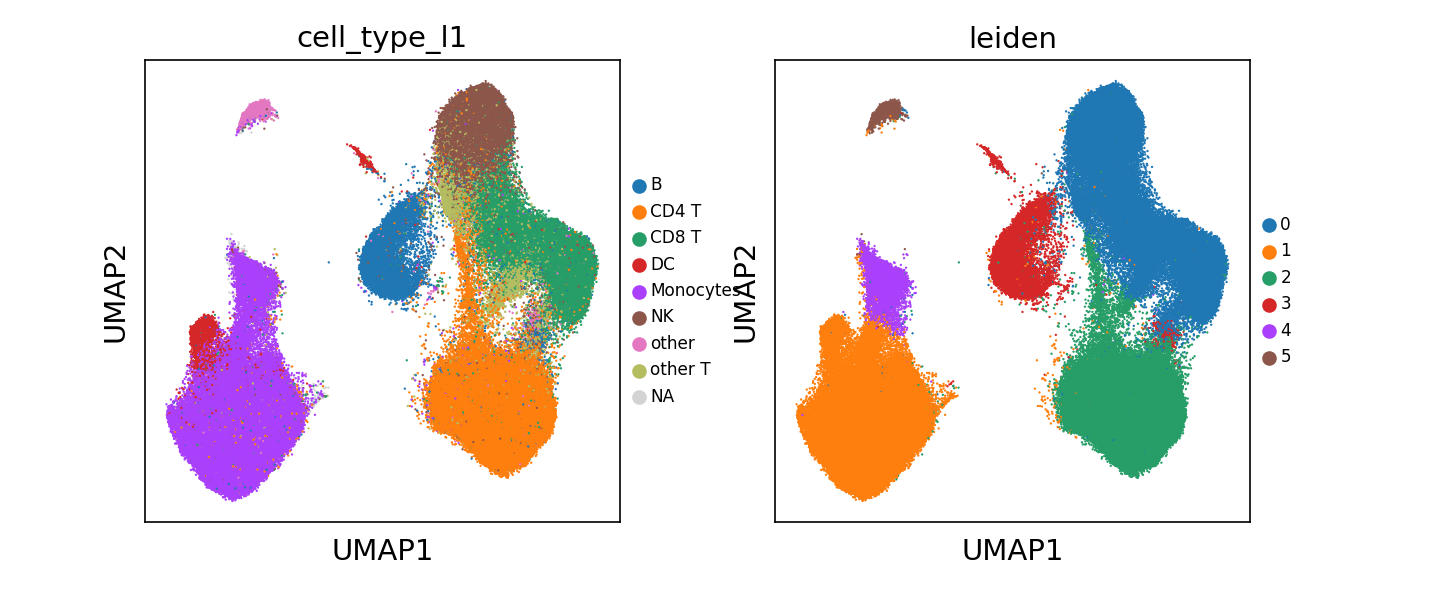 cell_type_l1
UMAP2
UMAP1
B
CD4 T
CD8 T
DC
Monocytes
NK
other
other T
NA
leiden
UMAP2
UMAP1
0
1
2
3
4
5